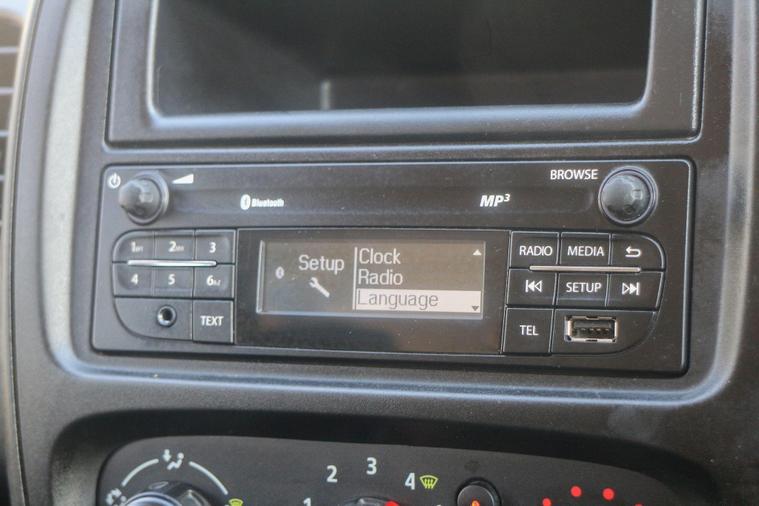 BROWSE
Bluetooth
MP3
1 2 3
4 5 6
TEXT
Setup
Clock
Radio
Language
RADIO MEDIA
SETUP
TEL
1 2 3 4